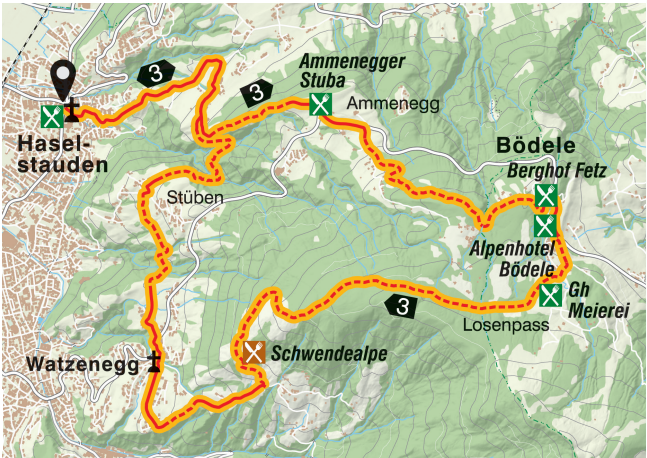 3
3
Ammenegger
Stuba
Ammenegg
Hasel-
stauden
Bödele
Berghof Fetz
Stüben
Alpenhotel
Bödele
Gh
Meierei
3
Losenpass
Watzenegg
Schwendealpe